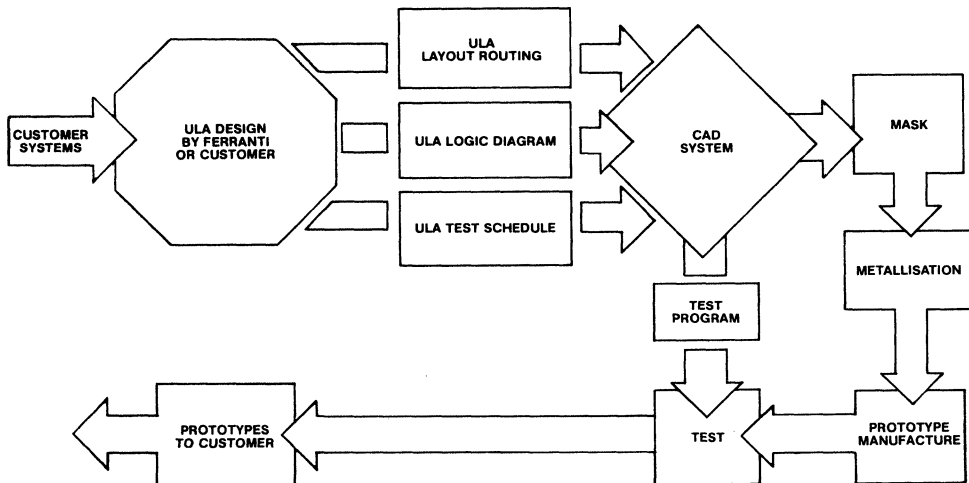 CUSTOMER
SYSTEMS
ULA DESIGN
BY FERRANTI
OR CUSTOMER
ULA
LAYOUT ROUTING
ULA LOGIC DIAGRAM
ULA TEST SCHEDULE
CAD
SYSTEM
MASK
METALLISATION
TEST
PROGRAM
PROTOTYPES
TO CUSTOMER
TEST
PROTOTYPE
MANUFACTURE